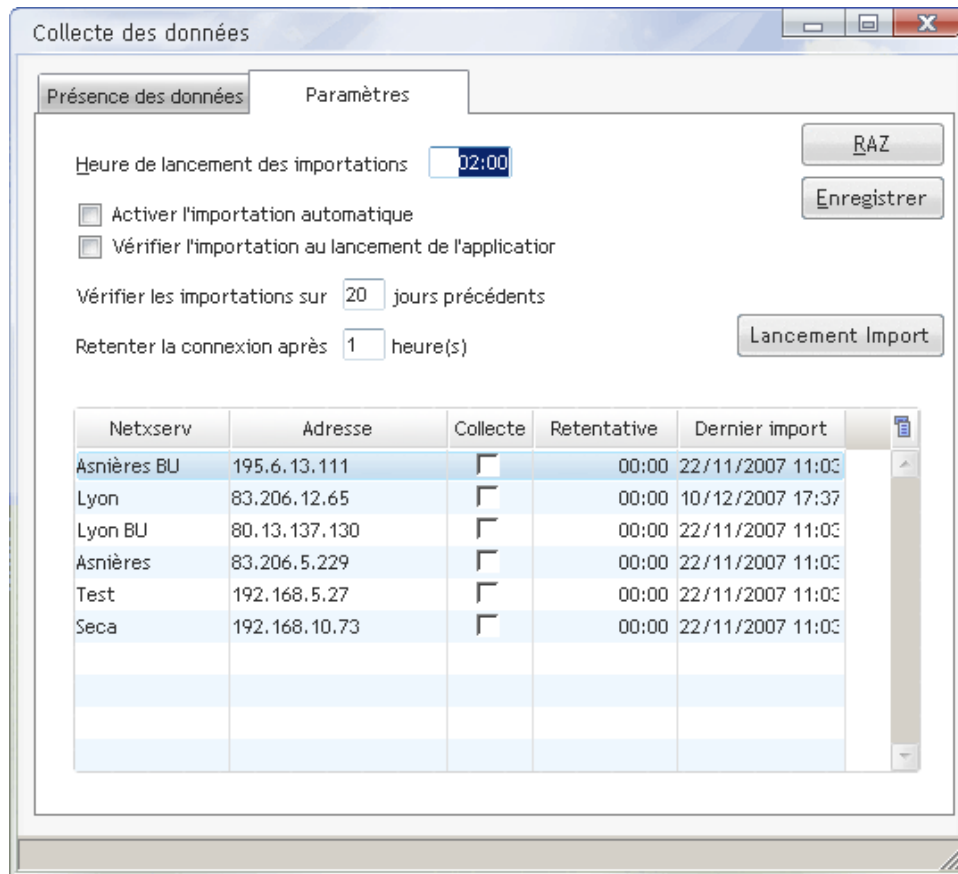 Collecte des données
Présence des données Paramètres
Heure de lancement des importations 02:00
RAZ
Enregistrer
Activer l'importation automatique
Vérifier l'importation au lancement de l'applicatior
Vérifier les importations sur 20 jours précédents
Retenter la connexion après 1 heure(s)
Lancement Import
Netxserv Adresse Collecte Retentative Dernier import
Asnières BU 195.6.13.111 00:00 22/11/2007 11:03
Lyon 83.206.12.65 00:00 10/12/2007 17:37
Lyon BU 80.13.137.130 00:00 22/11/2007 11:03
Asnières 83.206.5.229 00:00 22/11/2007 11:03
Test 192.168.5.27 00:00 22/11/2007 11:03
Seca 192.168.10.73 00:00 22/11/2007 11:03